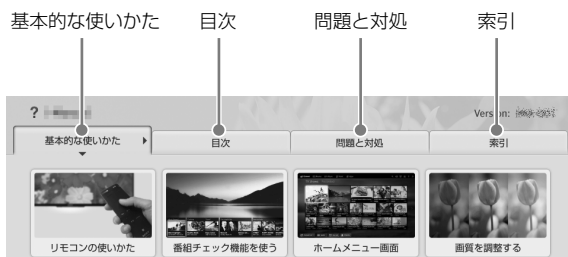 基本的な使いかた 目次 問題と対処 索引
? Version:
基本的な使いかた 目次 問題と対処 索引
リモコンの使いかた 番組チェック機能を使う ホームメニュー画面 画質を調整する